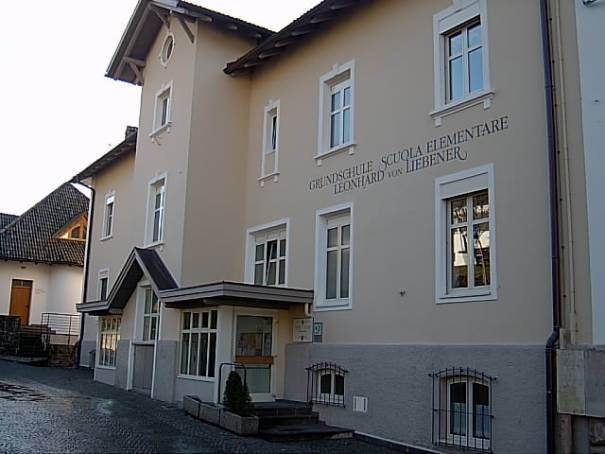 GRUNDSCHULE SCUOLA ELEMENTARE
LEONHARD VON LIEBENER